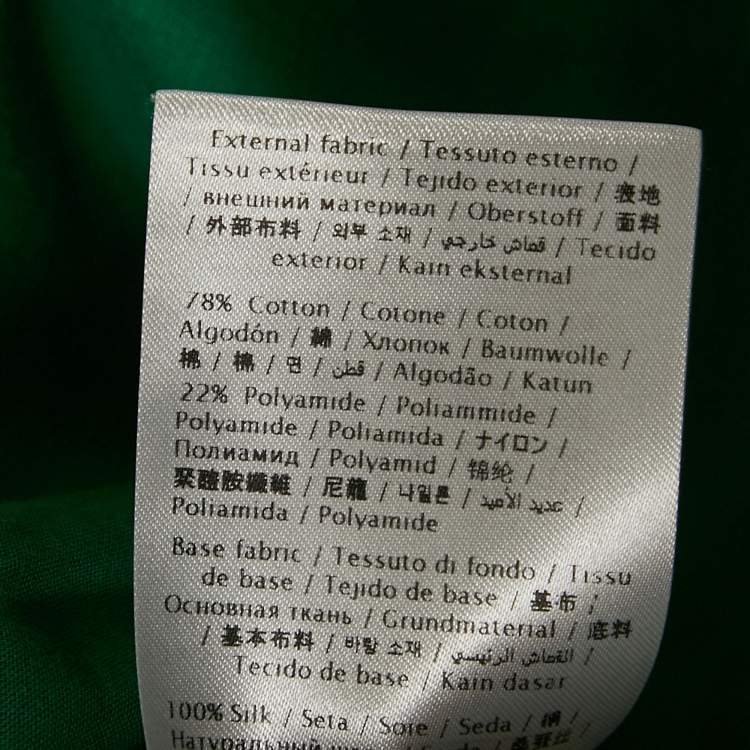 External fabric / Tessuto esterno /
Tissu extérieur / Tejido exterior / 表地
/ внешний материал / Oberstoff / 面料
/ 外部布料 / 외부 소재 / قماش خارجي / Tecido
exterior / Kain eksternal
78% Cotton / Cotone / Coton /
Algodón / 綿 / Хлопок / Baumwolle /
棉 / 棉 / 면 / قطن / Algodão / Katun
22% Polyamide / Poliammide /
Polyamide / Poliamida / ナイロン /
Полиамид / Polyamid / 锦纶 /
聚醯胺纖維 / 尼龍 / 나일론 / عديد الأميد /
Poliamida / Polyamide
Base fabric / Tessuto di fondo / Tissu
de base / Tejido de base / 基布 /
Основная ткань / Grundmaterial / 底料
/ 基本布料 / 바탕 소재 / القماش الرئيسي /
Tecido de base / Kain dasar
100% Silk / Seta / Soie / Seda / 絹 /